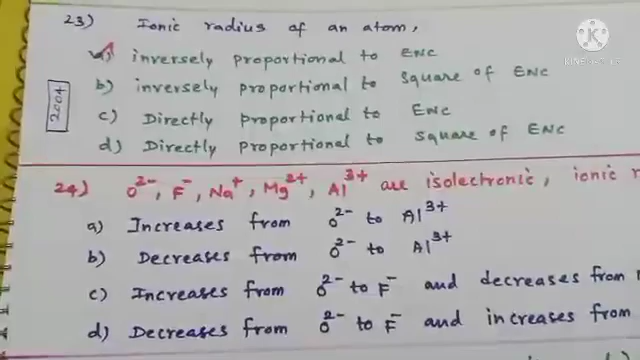 23) Ionic radius of an atom,
a) inversely proportional to ENC
b) inversely proportional to square of ENC
c) Directly proportional to ENC
d) Directly proportional to square of ENC
2004
24) O²⁻, F⁻, Na⁺, Mg²⁺, Al³⁺ are isolectronic, ionic
a) Increases from O²⁻ to Al³⁺
b) Decreases from O²⁻ to Al³⁺
c) Increases from O²⁻ to F⁻ and decreases from
d) Decreases from O²⁻ to F⁻ and increases from